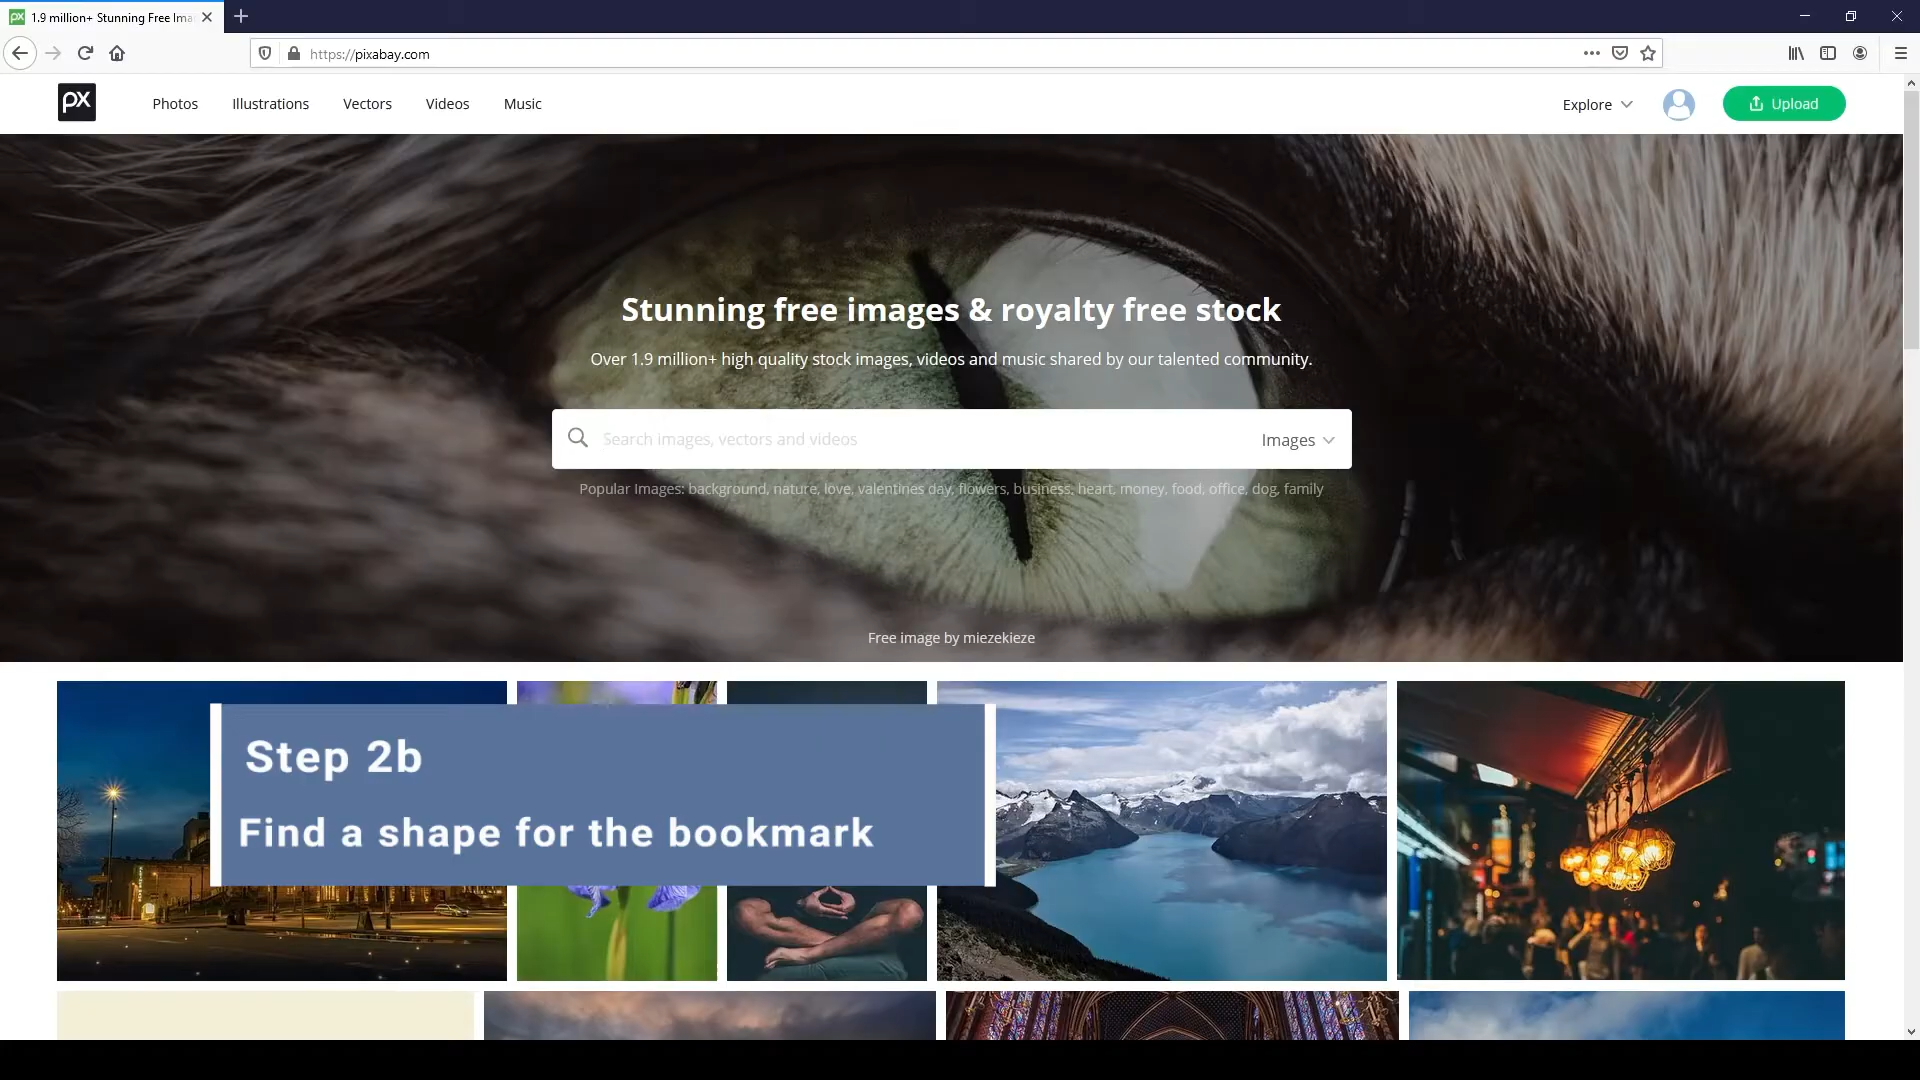 1.9 million+ Stunning Free Ima
https://pixabay.com
px
Photos
Illustrations
Vectors
Videos
Music
Explore
Upload
Stunning free images & royalty free stock
Over 1.9 million+ high quality stock images, videos and music shared by our talented community.
Search images, vectors and videos
Images
Popular Images: background, nature, love, valentines day, flowers, business, heart, money, food, office, dog, family
Free image by miezekieze
Step 2b
Find a shape for the bookmark